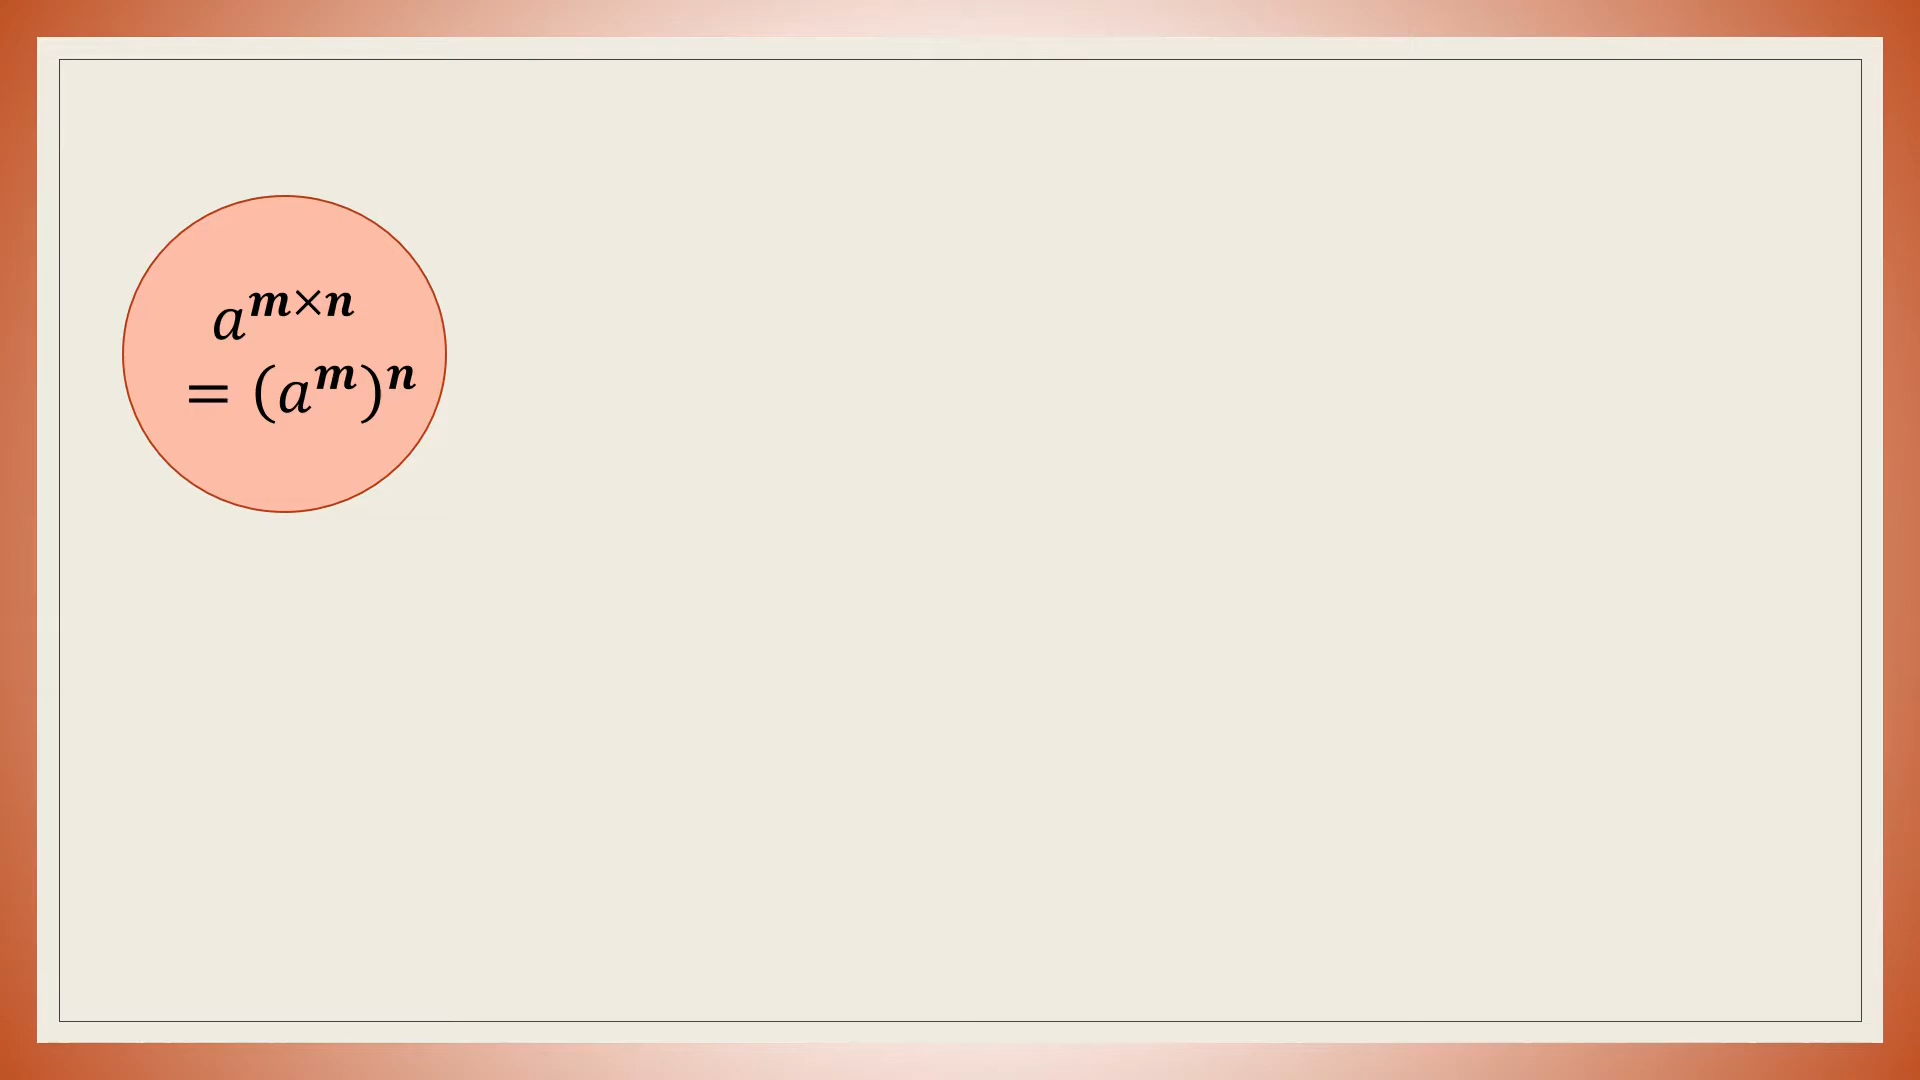 a^{m×n}
= (a^m)^n